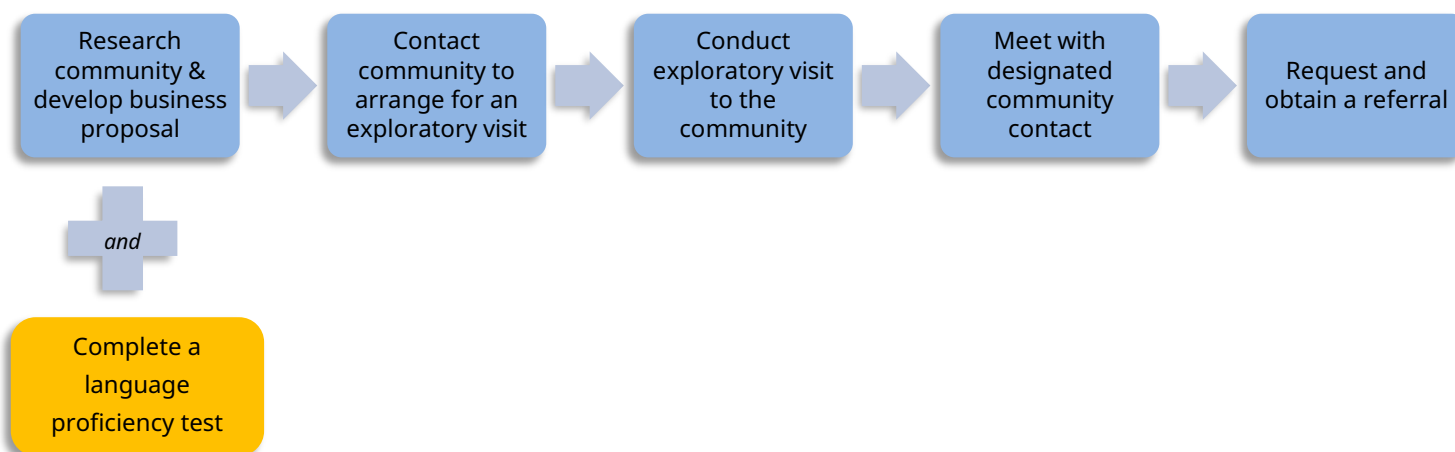 Research
community &
develop business
proposal
Contact
community to
arrange for an
exploratory visit
Conduct
exploratory visit
to the
community
Meet with
designated
community
contact
Request and
obtain a referral
and
Complete a
language
proficiency test